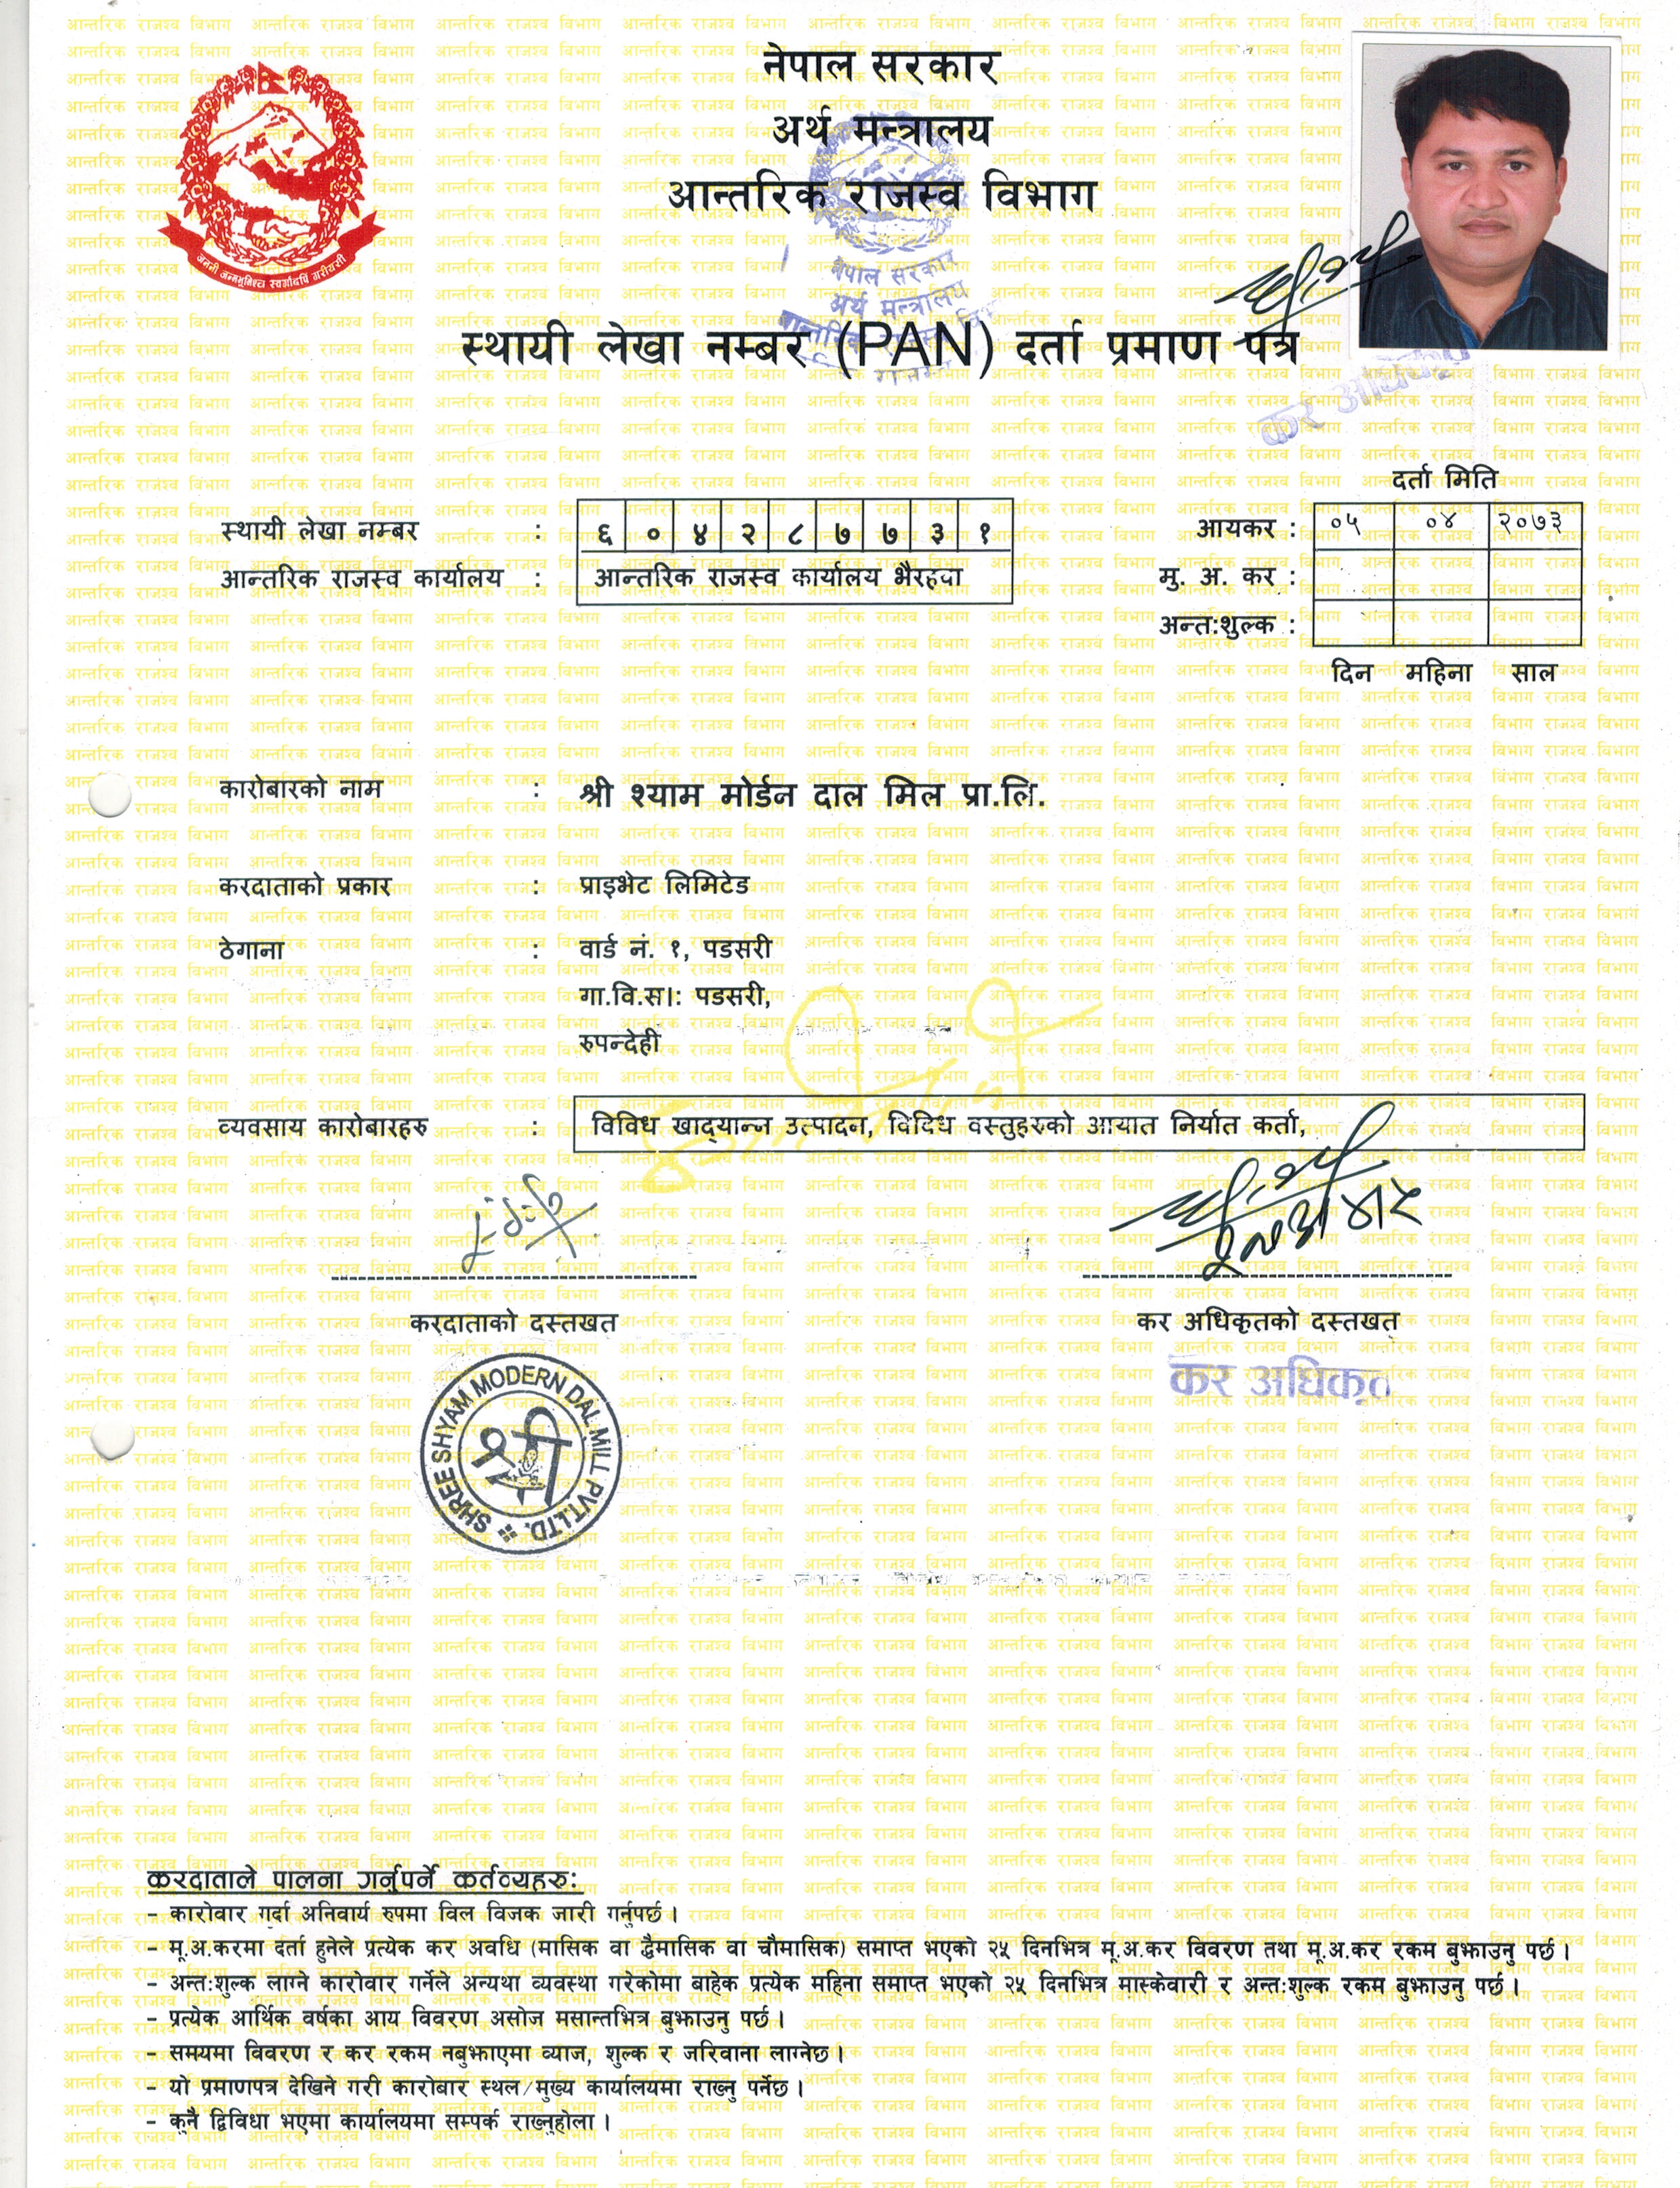 जननी जन्मभूमिश्च स्वर्गादपि गरीयसी
नेपाल सरकार
अर्थ मन्त्रालय
आन्तरिक राजस्व विभाग
नेपाल सरकार
अर्थ मन्त्रालय
स्थायी लेखा नम्बर (PAN) दर्ता प्रमाण पत्र
कर अधिकृत
दर्ता मिति
स्थायी लेखा नम्बर : ६ ० ४ २ ८ ७ ७ ३ १
आयकर : ०५ ०४ २०७३
आन्तरिक राजस्व कार्यालय : आन्तरिक राजस्व कार्यालय भैरहवा
मु. अ. कर :
अन्त:शुल्क :
दिन महिना साल
कारोबारको नाम : श्री श्याम मोर्डन दाल मिल प्रा.लि.
करदाताको प्रकार : प्राइभेट लिमिटेड
ठेगाना : वार्ड नं. १, पडसरी
गा.वि.स।: पडसरी,
रुपन्देही
व्यवसाय कारोबारहरु : विविध खाद्यान्न उत्पादन, विविध वस्तुहरुको आयात निर्यात कर्ता,
करदाताको दस्तखत
कर अधिकृतको दस्तखत
कर अधिकृत
SHREE SHYAM MODERN DAL MILL PVT.LTD.
श्री
करदाताले पालना गर्नुपर्ने कर्तव्यहरु:
- कारोवार गर्दा अनिवार्य रुपमा विल विजक जारी गर्नुपर्छ ।
- मू.अ.करमा दर्ता हुनेले प्रत्येक कर अवधि (मासिक वा द्वैमासिक वा चौमासिक) समाप्त भएको २५ दिनभित्र मू.अ.कर विवरण तथा मू.अ.कर रकम बुझाउनु पर्छ ।
- अन्त:शुल्क लाग्ने कारोवार गर्नेले अन्यथा व्यवस्था गरेकोमा बाहेक प्रत्येक महिना समाप्त भएको २५ दिनभित्र मास्केवारी र अन्त:शुल्क रकम बुझाउनु पर्छ ।
- प्रत्येक आर्थिक वर्षका आय विवरण असोज मसान्तभित्र बुझाउनु पर्छ ।
- समयमा विवरण र कर रकम नबुझाएमा व्याज, शुल्क र जरिवाना लाग्नेछ ।
- यो प्रमाणपत्र देखिने गरी कारोबार स्थल/मुख्य कार्यालयमा राख्नु पर्नेछ ।
- कुनै द्विविधा भएमा कार्यालयमा सम्पर्क राख्नुहोला ।